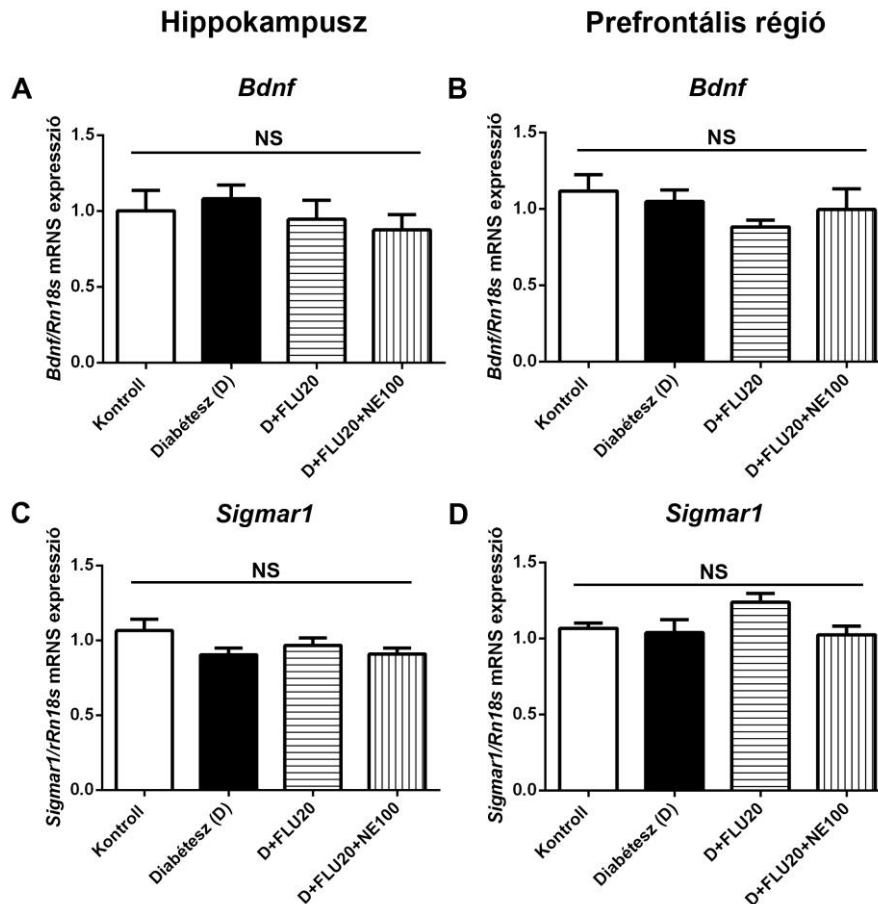 Hippokampusz
Prefrontális régió
A
Bdnf
Bdnf/Rn18s mRNS expresszió
1.5
1.0
0.5
0.0
NS
Kontroll
Diabétesz (D)
D+FLU20
D+FLU20+NE100
B
Bdnf
Bdnf/Rn18s mRNS expresszió
1.5
1.0
0.5
0.0
NS
Kontroll
Diabétesz (D)
D+FLU20
D+FLU20+NE100
C
Sigmar1
Sigmar1/rRn18s mRNS expresszió
1.5
1.0
0.5
0.0
NS
Kontroll
Diabétesz (D)
D+FLU20
D+FLU20+NE100
D
Sigmar1
Sigmar1/Rn18s mRNS expresszió
1.5
1.0
0.5
0.0
NS
Kontroll
Diabétesz (D)
D+FLU20
D+FLU20+NE100